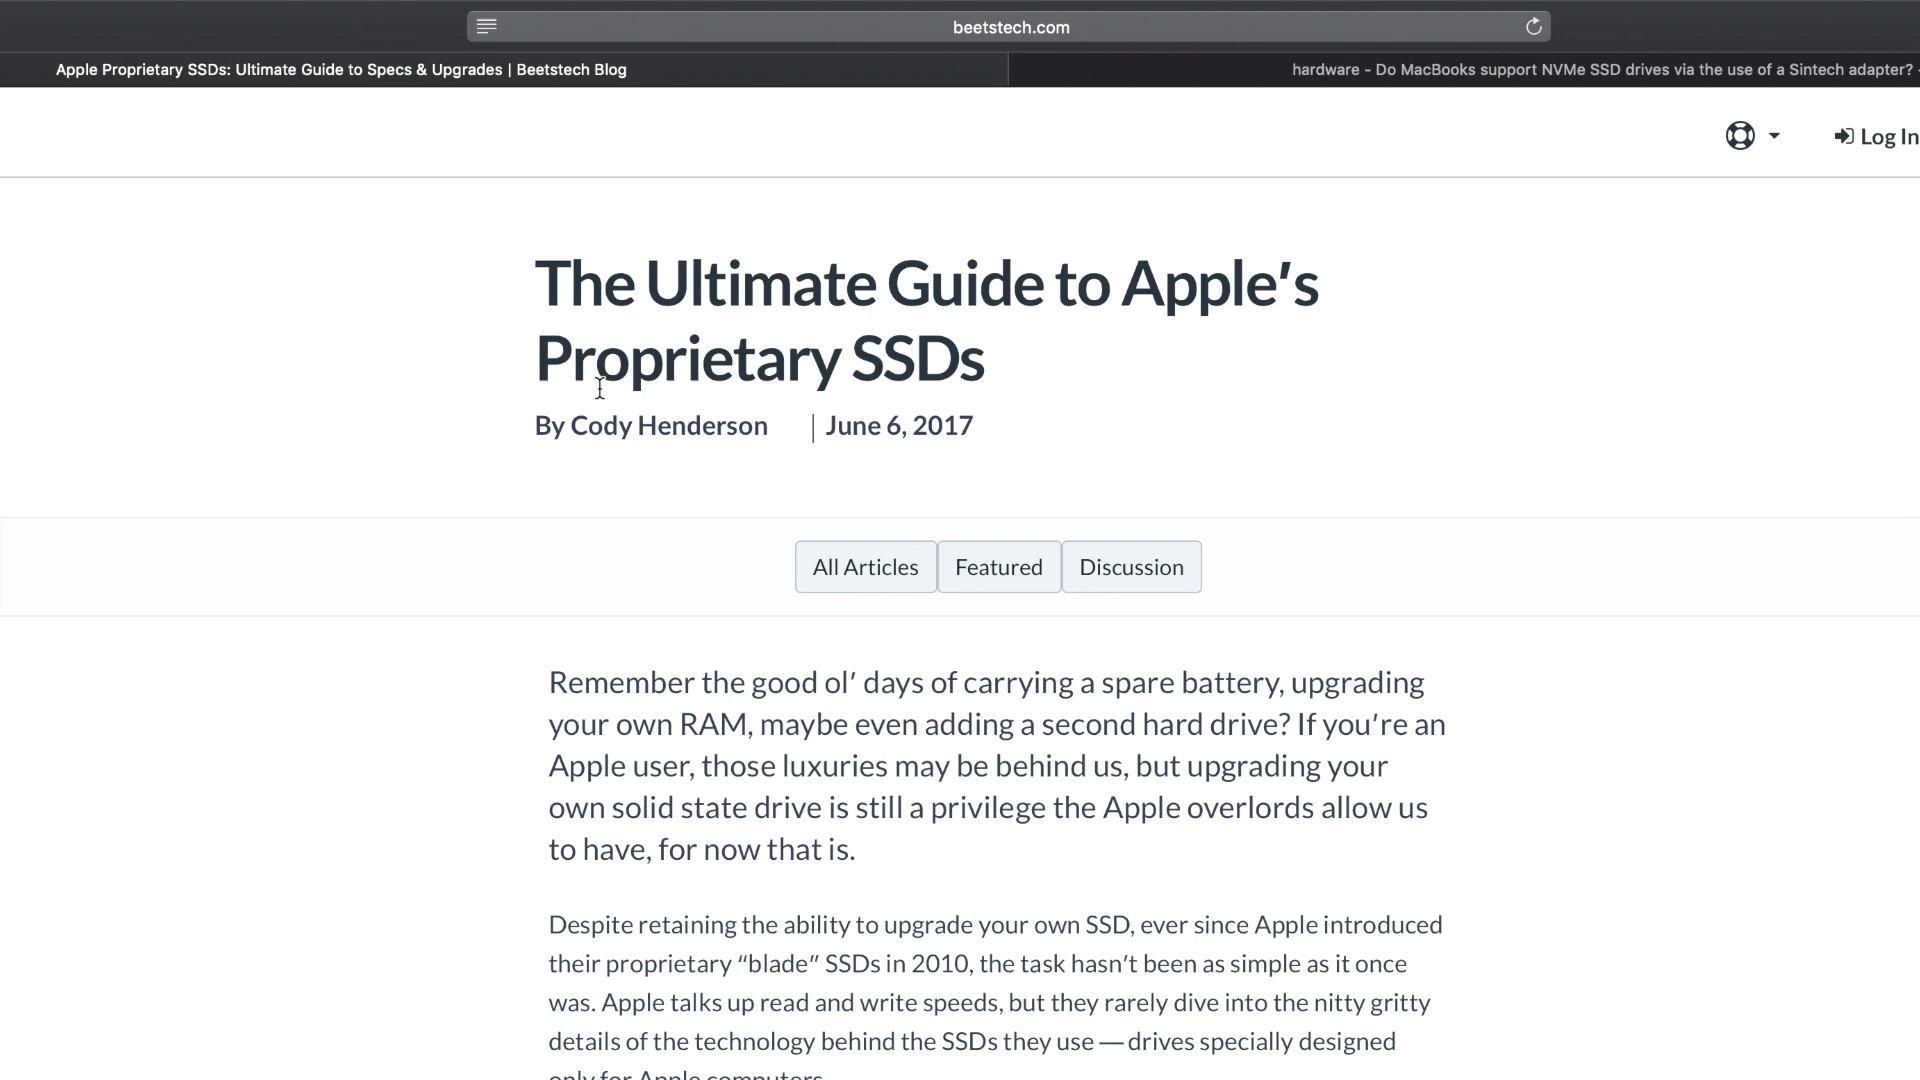 beetstech.com
Apple Proprietary SSDs: Ultimate Guide to Specs & Upgrades | Beetstech Blog
hardware - Do MacBooks support NVMe SSD drives via the use of a Sintech adapter? -
Log In
The Ultimate Guide to Apple's
Proprietary SSDs
By Cody Henderson | June 6, 2017
All Articles Featured Discussion
Remember the good ol' days of carrying a spare battery, upgrading
your own RAM, maybe even adding a second hard drive? If you're an
Apple user, those luxuries may be behind us, but upgrading your
own solid state drive is still a privilege the Apple overlords allow us
to have, for now that is.
Despite retaining the ability to upgrade your own SSD, ever since Apple introduced
their proprietary “blade” SSDs in 2010, the task hasn't been as simple as it once
was. Apple talks up read and write speeds, but they rarely dive into the nitty gritty
details of the technology behind the SSDs they use — drives specially designed
only for Apple computers.